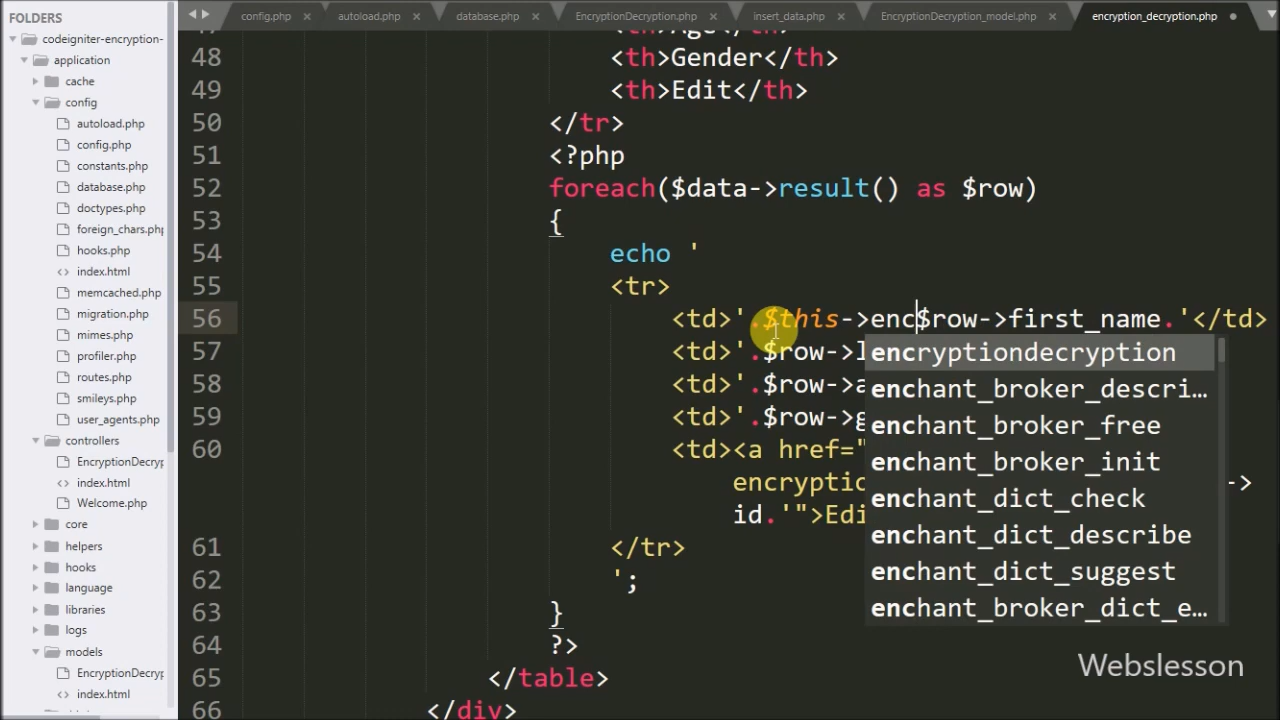 config.php
autoload.php
database.php
EncryptionDecryption.php
insert_data.php
EncryptionDecryption_model.php
encryption_decryption.php
FOLDERS
codeigniter-encryption-
application
cache
config
autoload.php
config.php
constants.php
database.php
doctypes.php
foreign_chars.php
hooks.php
index.html
memcached.php
migration.php
mimes.php
profiler.php
routes.php
smileys.php
user_agents.php
controllers
EncryptionDecryp
index.html
Welcome.php
core
helpers
hooks
language
libraries
logs
models
EncryptionDecryp
index.html
47 <th>Age</th>
48 <th>Gender</th>
49 <th>Edit</th>
50 </tr>
51 <?php
52 foreach($data->result() as $row)
53 {
54 echo '
55 <tr>
56 <td>'.$this->enc$row->first_name.'</td>
57 <td>'.$row->l
58 <td>'.$row->a
59 <td>'.$row->g
60 <td><a href="
encryptio ->
id.'">Edi
61 </tr>
62 ';
63 }
64 ?>
65 </table>
66 </div>
encryptiondecryption
enchant_broker_descri…
enchant_broker_free
enchant_broker_init
enchant_dict_check
enchant_dict_describe
enchant_dict_suggest
enchant_broker_dict_e…
Webslesson